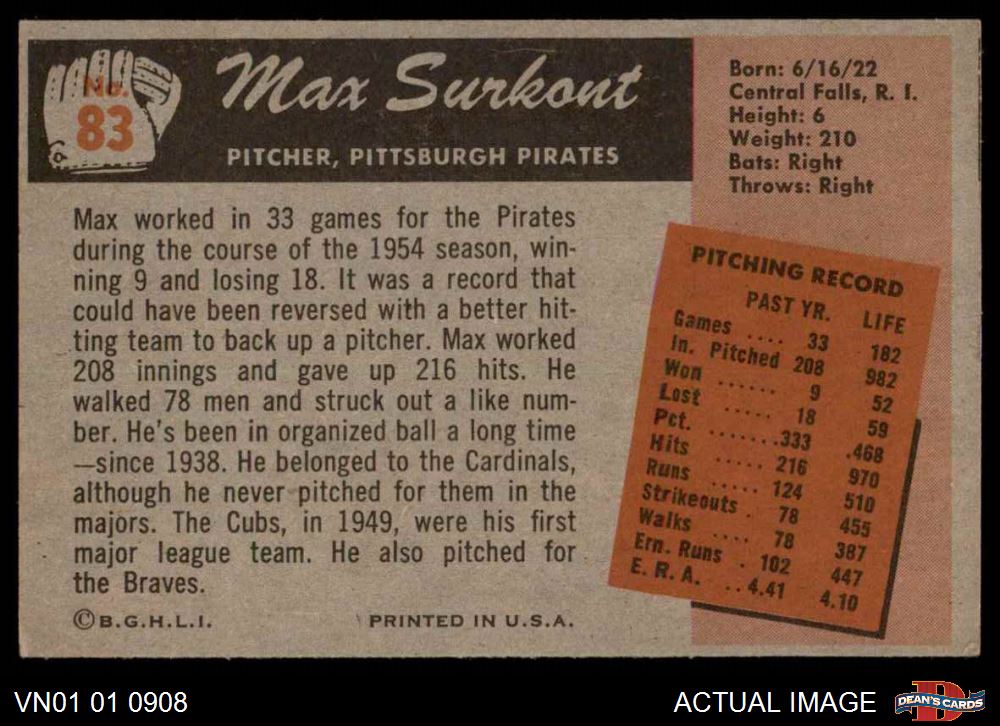 No.
83
Max Surkont
PITCHER, PITTSBURGH PIRATES
Born: 6/16/22
Central Falls, R. I.
Height: 6
Weight: 210
Bats: Right
Throws: Right
Max worked in 33 games for the Pirates
during the course of the 1954 season, win-
ning 9 and losing 18. It was a record that
could have been reversed with a better hit-
ting team to back up a pitcher. Max worked
208 innings and gave up 216 hits. He
walked 78 men and struck out a like num-
ber. He's been in organized ball a long time
—since 1938. He belonged to the Cardinals,
although he never pitched for them in the
majors. The Cubs, in 1949, were his first
major league team. He also pitched for
the Braves.
©B.G.H.L.I.
PRINTED IN U.S.A.
PITCHING RECORD
PAST YR. LIFE
Games .... 33 182
In. Pitched 208 982
Won ...... 9 52
Lost ..... 18 59
Pct. .......333 .468
Hits ..... 216 970
Runs ..... 124 510
Strikeouts . 78 455
Walks .... 78 387
Ern. Runs . 102 447
E. R. A. ..4.41 4.10
VN01 01 0908
ACTUAL IMAGE
D
DEAN'S CARDS